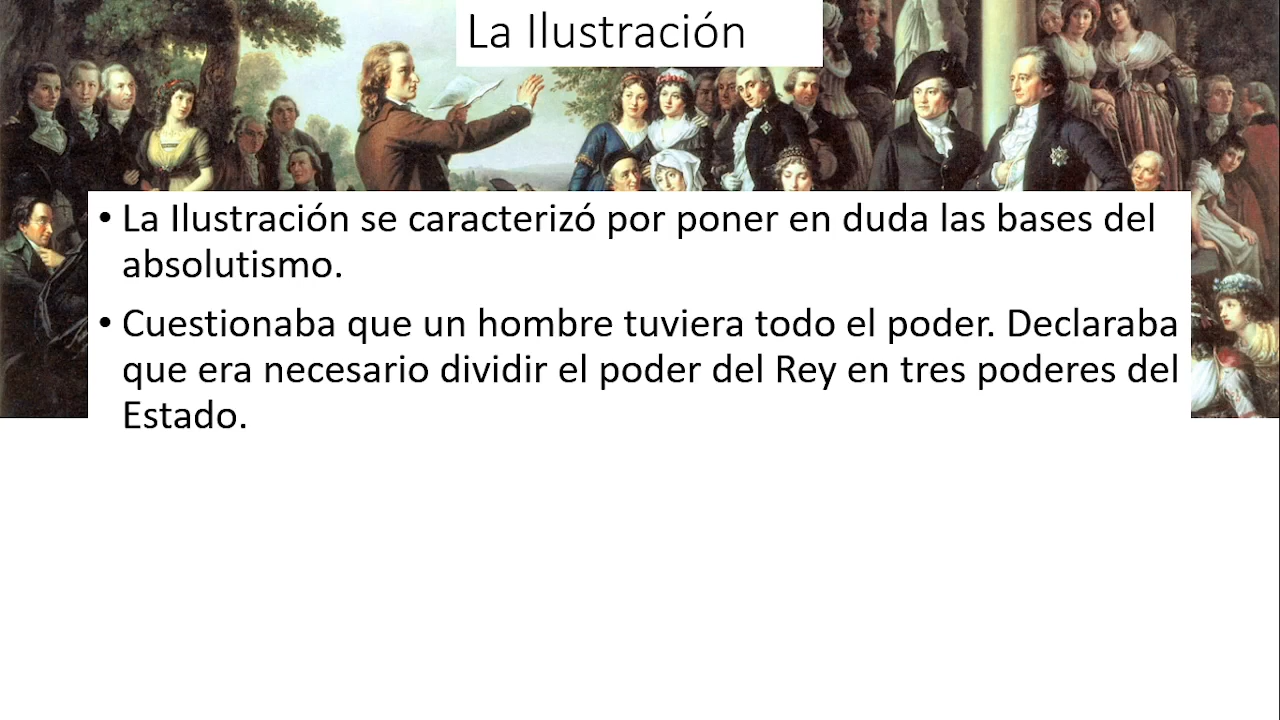 La Ilustración
• La Ilustración se caracterizó por poner en duda las bases del
absolutismo.
• Cuestionaba que un hombre tuviera todo el poder. Declaraba
que era necesario dividir el poder del Rey en tres poderes del
Estado.